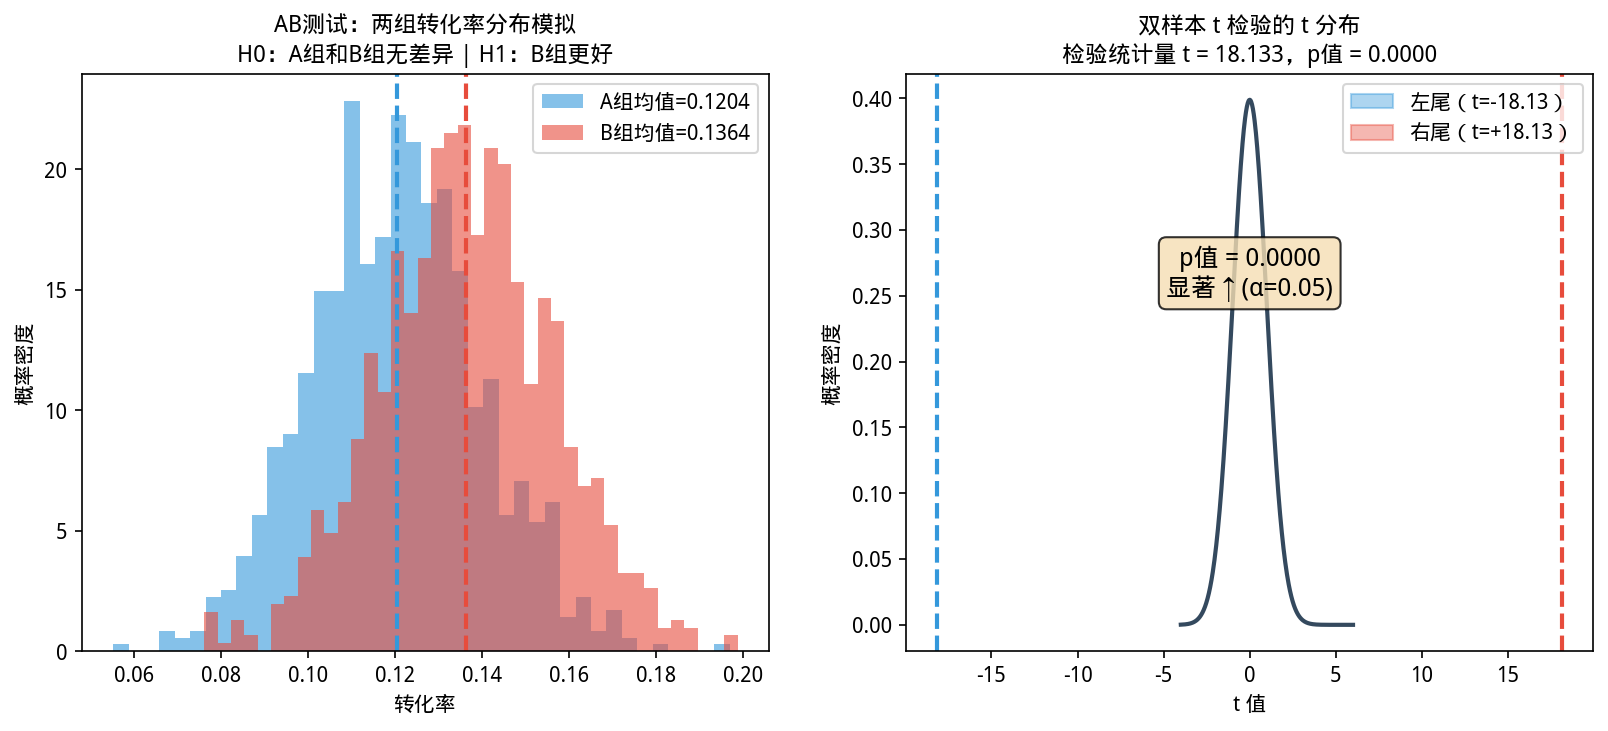 AB测试：两组转化率分布模拟
H0：A组和B组无差异 | H1：B组更好
A组均值=0.1204
B组均值=0.1364
概率密度
20
15
10
5
0
0.06 0.08 0.10 0.12 0.14 0.16 0.18 0.20
转化率
双样本 t 检验的 t 分布
检验统计量 t = 18.133，p值 = 0.0000
左尾（t=-18.13）
右尾（t=+18.13）
p值 = 0.0000
显著↑(α=0.05)
概率密度
0.40
0.35
0.30
0.25
0.20
0.15
0.10
0.05
0.00
-15 -10 -5 0 5 10 15
t 值